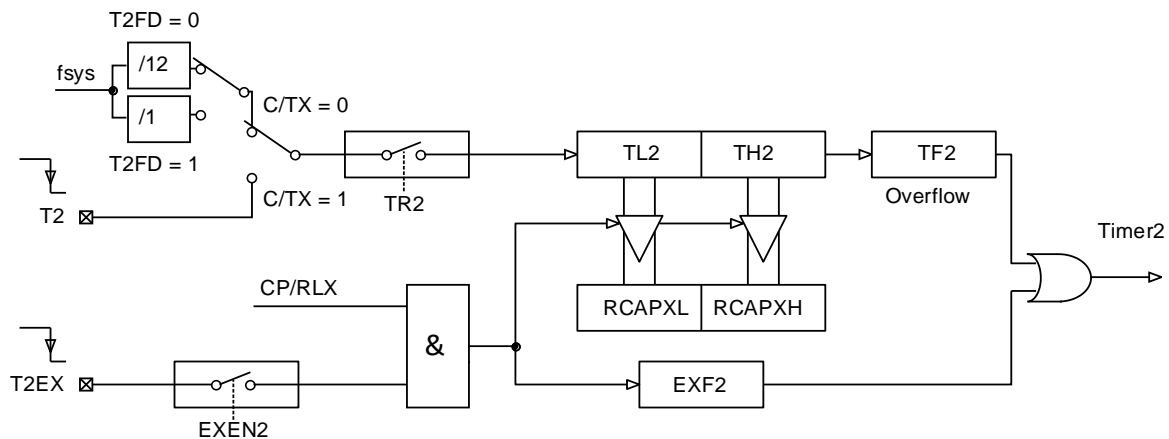 T2FD = 0
/12
fsys
C/TX = 0
/1
T2FD = 1
TL2
TH2
TF2
C/TX = 1
TR2
Overflow
T2
Timer2
CP/RLX
RCAPXL
RCAPXH
&
T2EX
EXF2
EXEN2